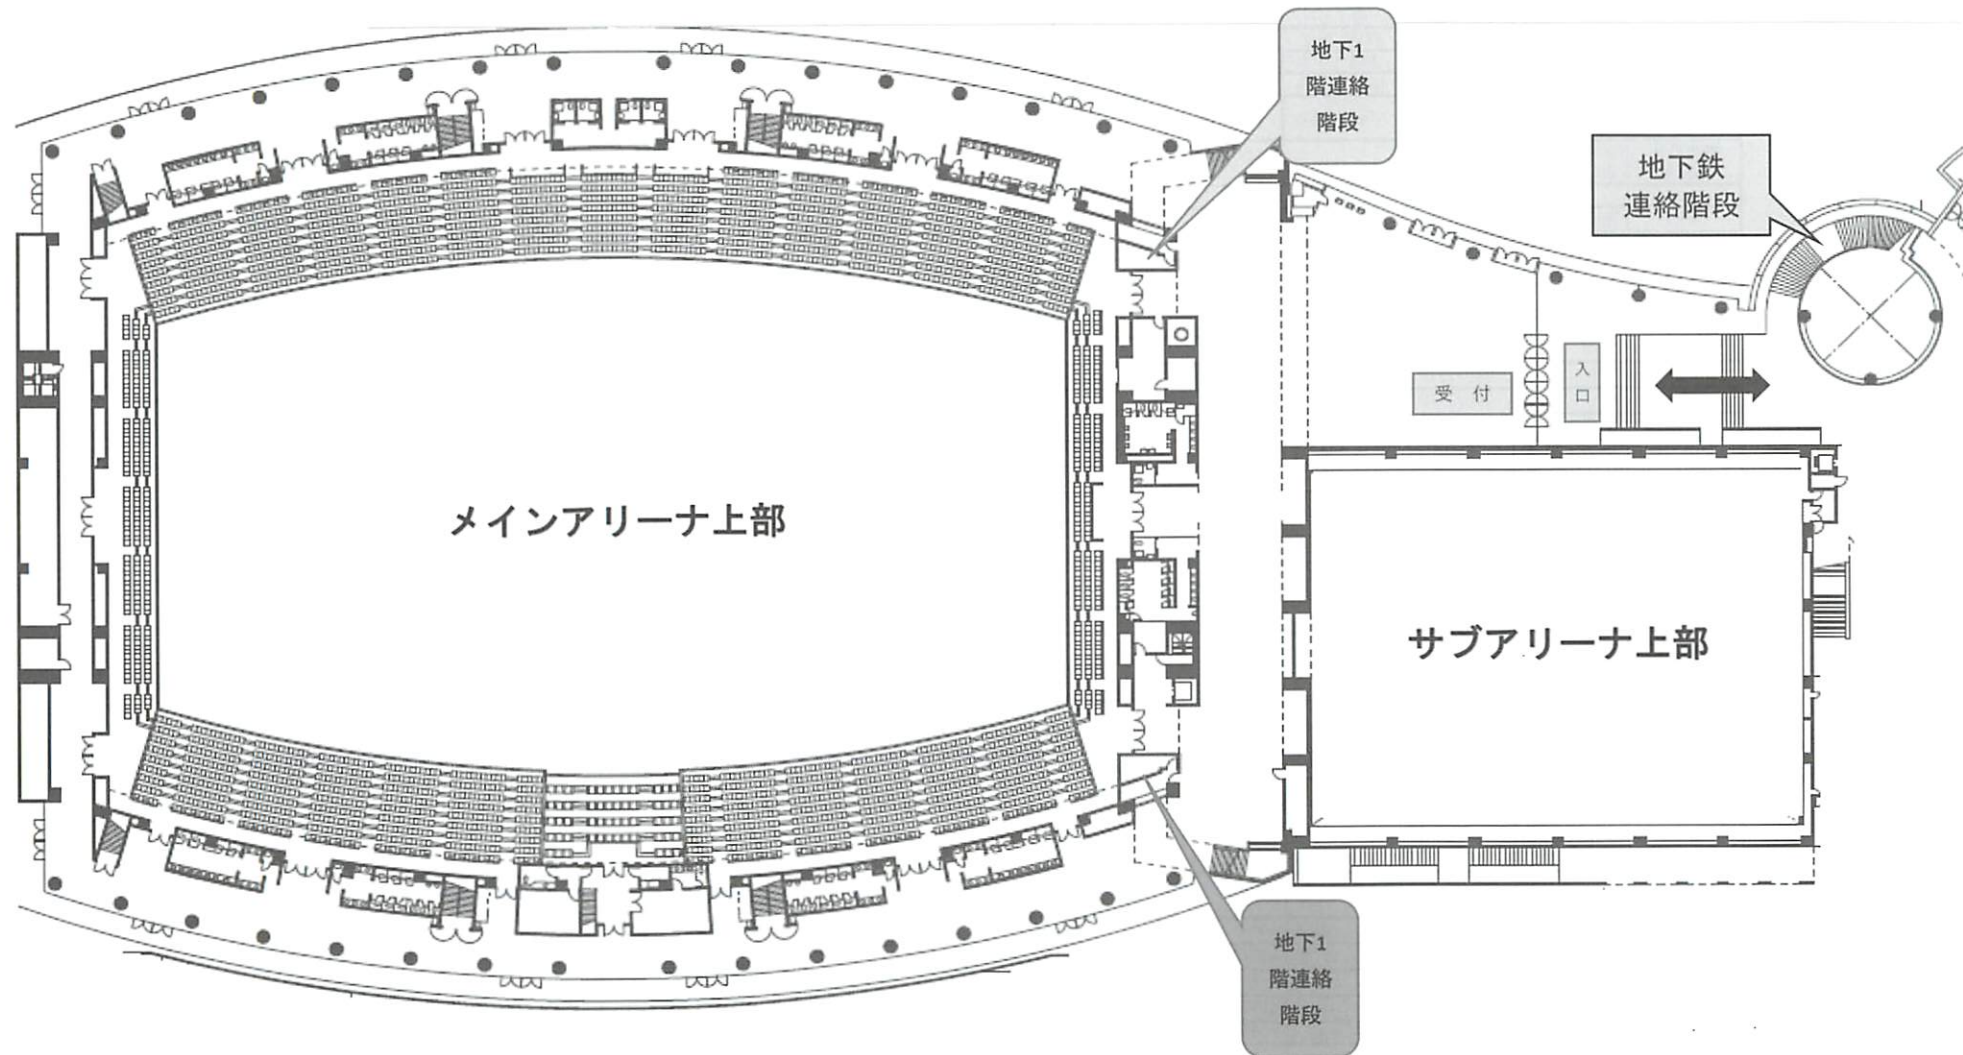 地下1
階連絡
階段
地下鉄
連絡階段
入
口
受 付
メインアリーナ上部
サブアリーナ上部
地下1
階連絡
階段